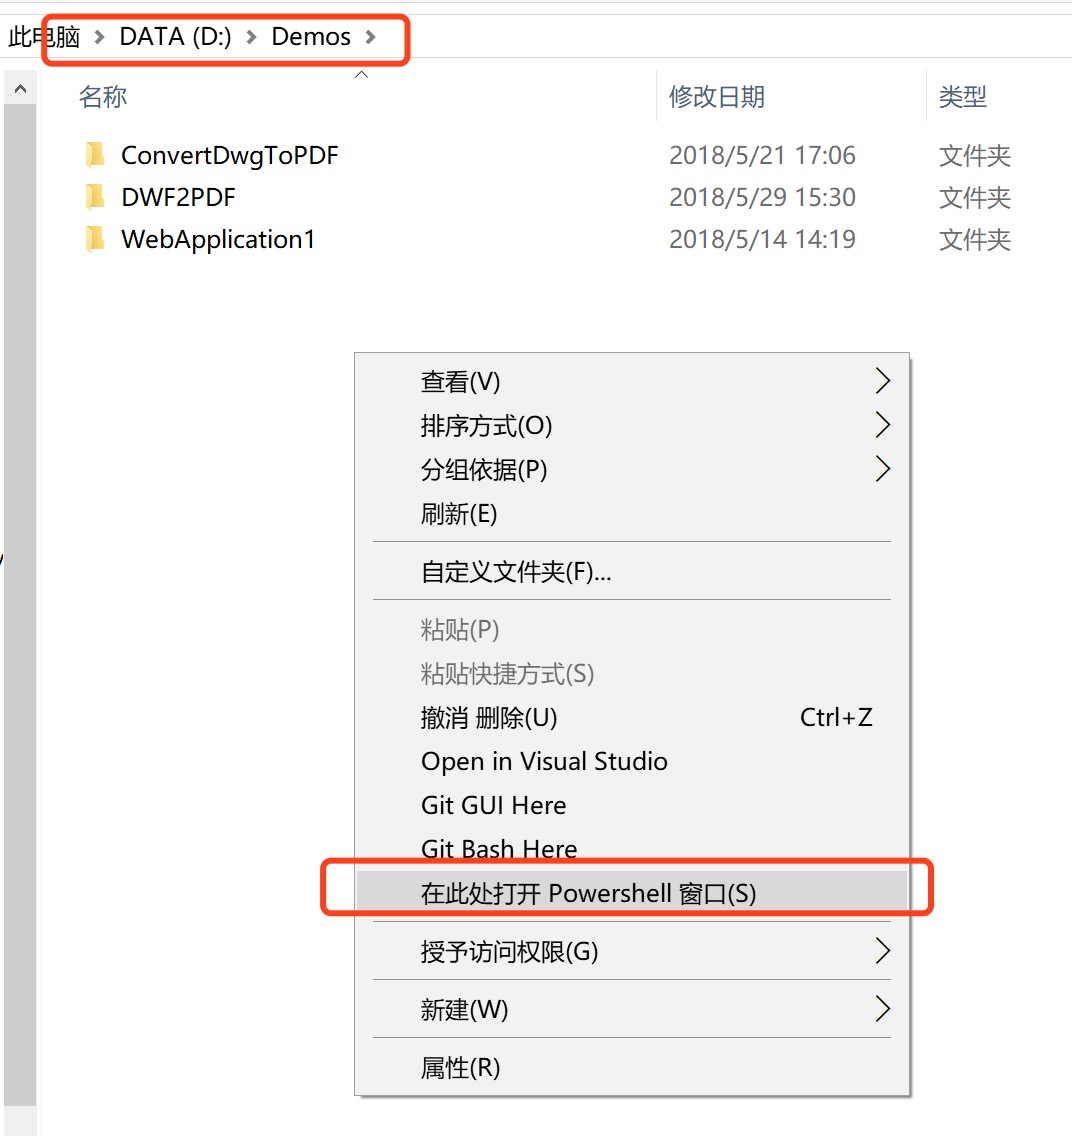 此电脑 > DATA (D:) > Demos >
名称 修改日期 类型
ConvertDwgToPDF 2018/5/21 17:06 文件夹
DWF2PDF 2018/5/29 15:30 文件夹
WebApplication1 2018/5/14 14:19 文件夹
查看(V)
排序方式(O)
分组依据(P)
刷新(E)
自定义文件夹(F)...
粘贴(P)
粘贴快捷方式(S)
撤消 删除(U) Ctrl+Z
Open in Visual Studio
Git GUI Here
Git Bash Here
在此处打开 Powershell 窗口(S)
授予访问权限(G)
新建(W)
属性(R)